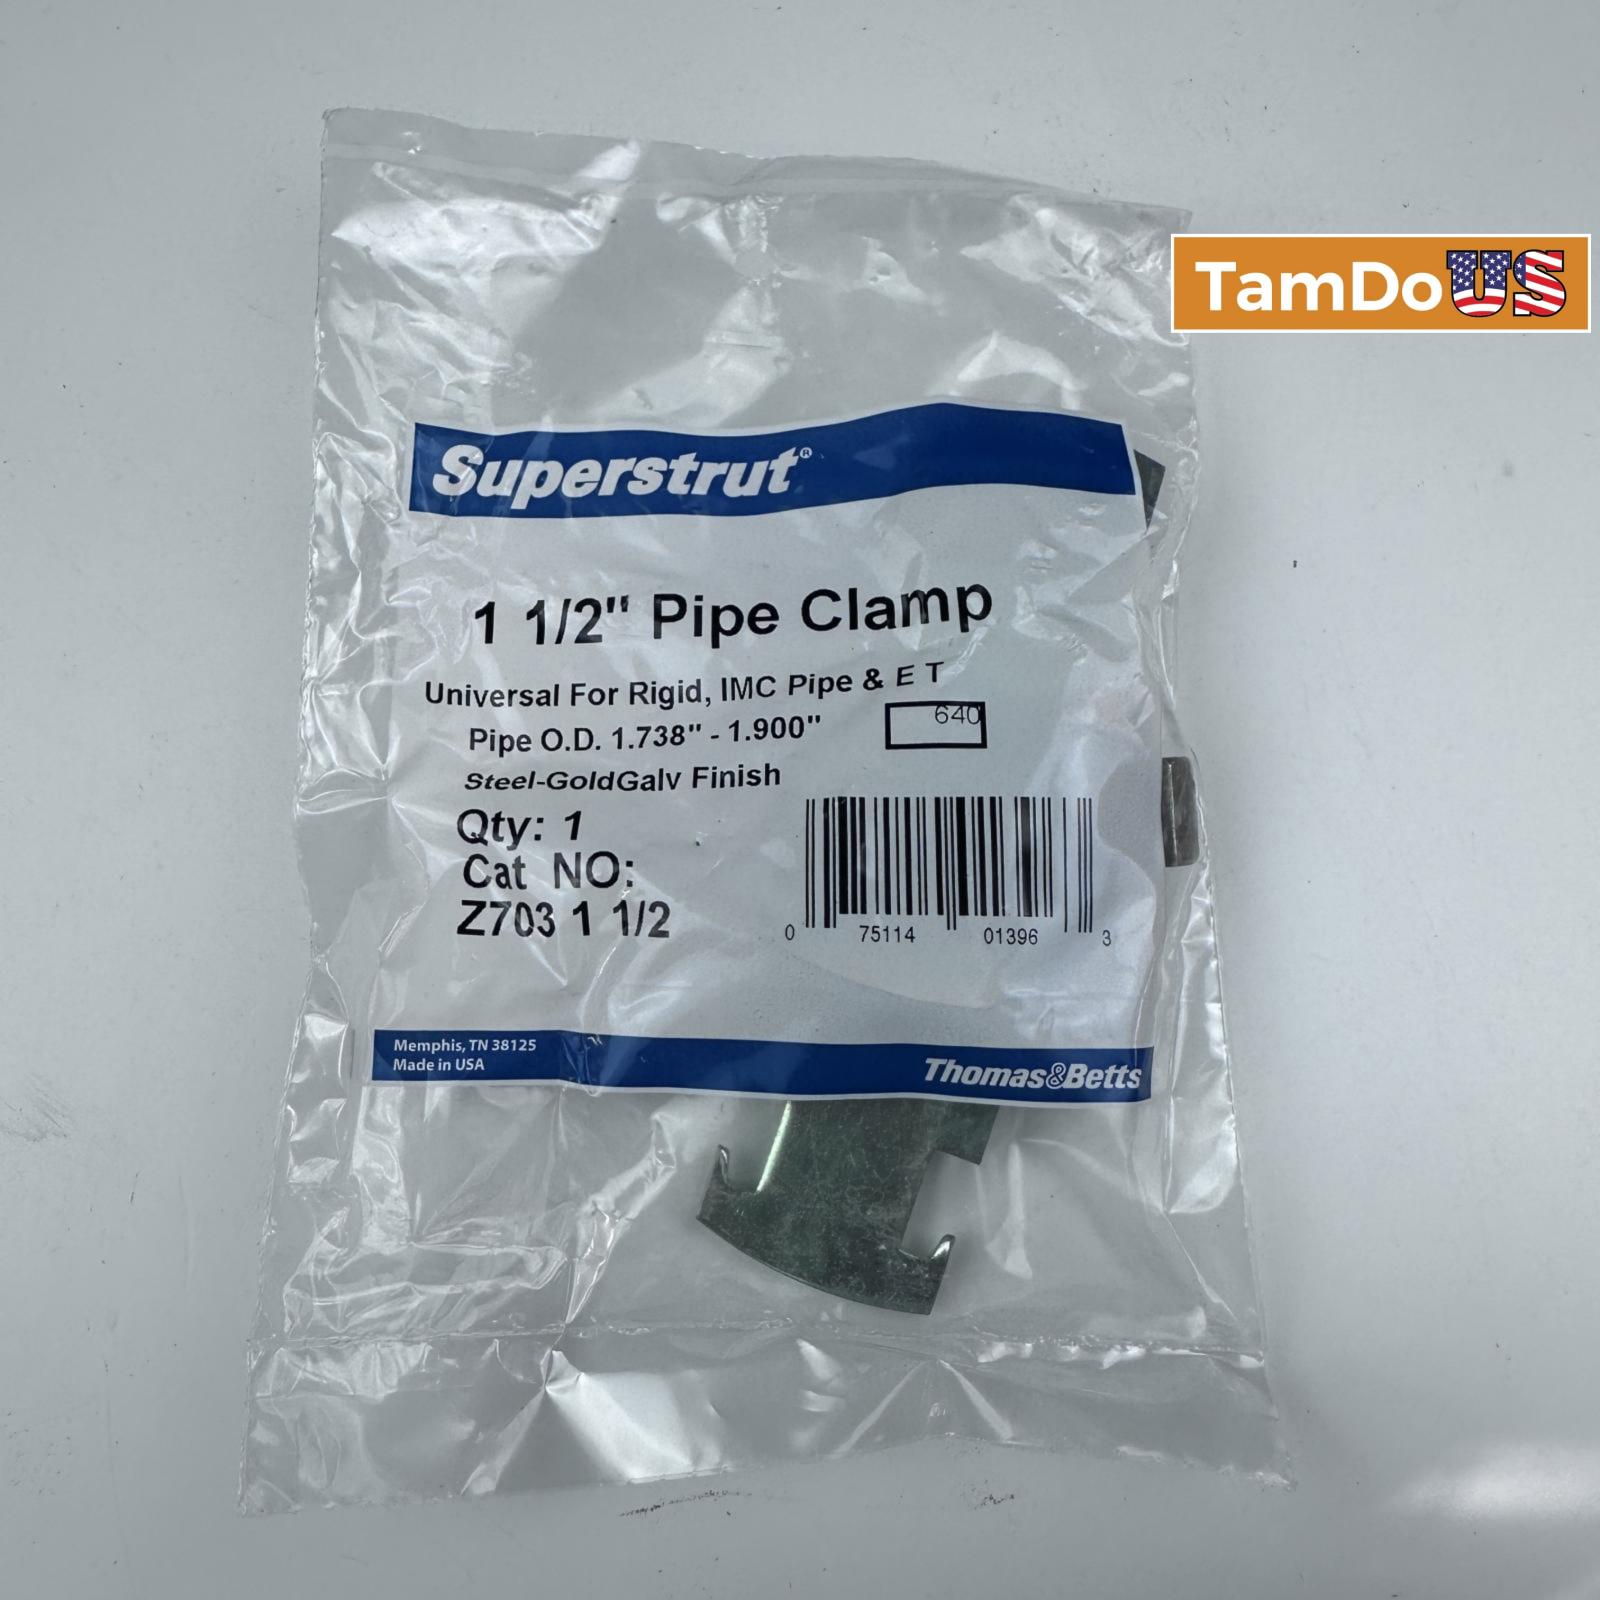 TamDoUS
Superstrut®
1 1/2" Pipe Clamp
Universal For Rigid, IMC Pipe & E T
Pipe O.D. 1.738" - 1.900"
640
Steel-GoldGalv Finish
Qty: 1
Cat NO:
Z703 1 1/2
0 75114 01396 3
Memphis, TN 38125
Made in USA
Thomas&Betts